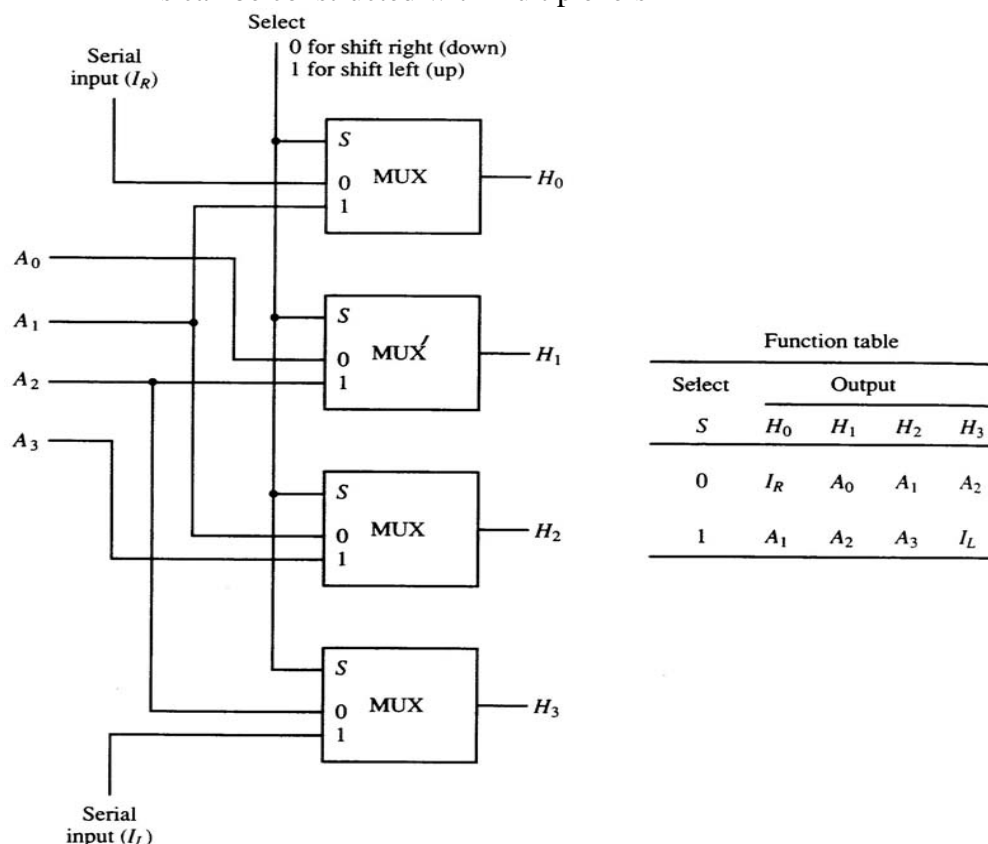 Select
0 for shift right (down)
1 for shift left (up)
Serial
input (I_R)
S
MUX
0
1
H_0
A_0
S
MUX
0
1
H_1
A_1
A_2
A_3
S
MUX
0
1
H_2
S
MUX
0
1
H_3
Serial
input (I_L)
Function table
Select Output
S H_0 H_1 H_2 H_3
0 I_R A_0 A_1 A_2
1 A_1 A_2 A_3 I_L